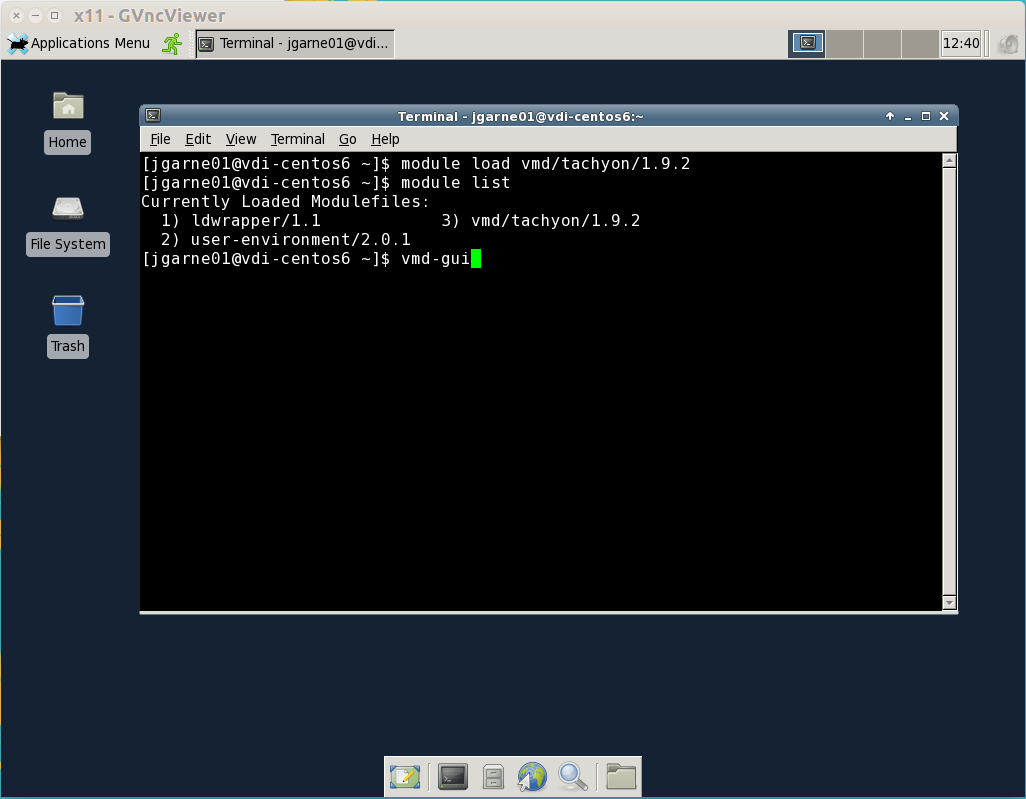 x11 - GVncViewer
Applications Menu
Terminal - jgarne01@vdi...
12:40
Home
File System
Trash
Terminal - jgarne01@vdi-centos6:~
File Edit View Terminal Go Help
[jgarne01@vdi-centos6 ~]$ module load vmd/tachyon/1.9.2
[jgarne01@vdi-centos6 ~]$ module list
Currently Loaded Modulefiles:
  1) ldwrapper/1.1            3) vmd/tachyon/1.9.2
  2) user-environment/2.0.1
[jgarne01@vdi-centos6 ~]$ vmd-gui